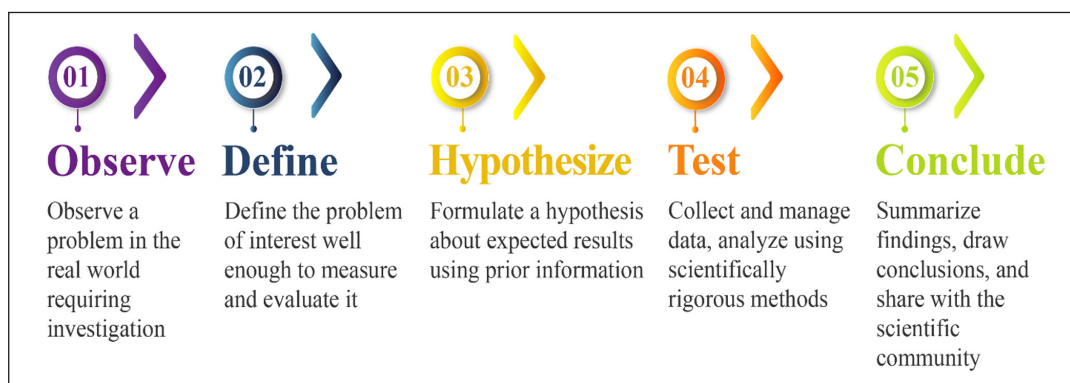 01
Observe
Observe a
problem in the
real world
requiring
investigation
02
Define
Define the problem
of interest well
enough to measure
and evaluate it
03
Hypothesize
Formulate a hypothesis
about expected results
using prior information
04
Test
Collect and manage
data, analyze using
scientifically
rigorous methods
05
Conclude
Summarize
findings, draw
conclusions, and
share with the
scientific
community